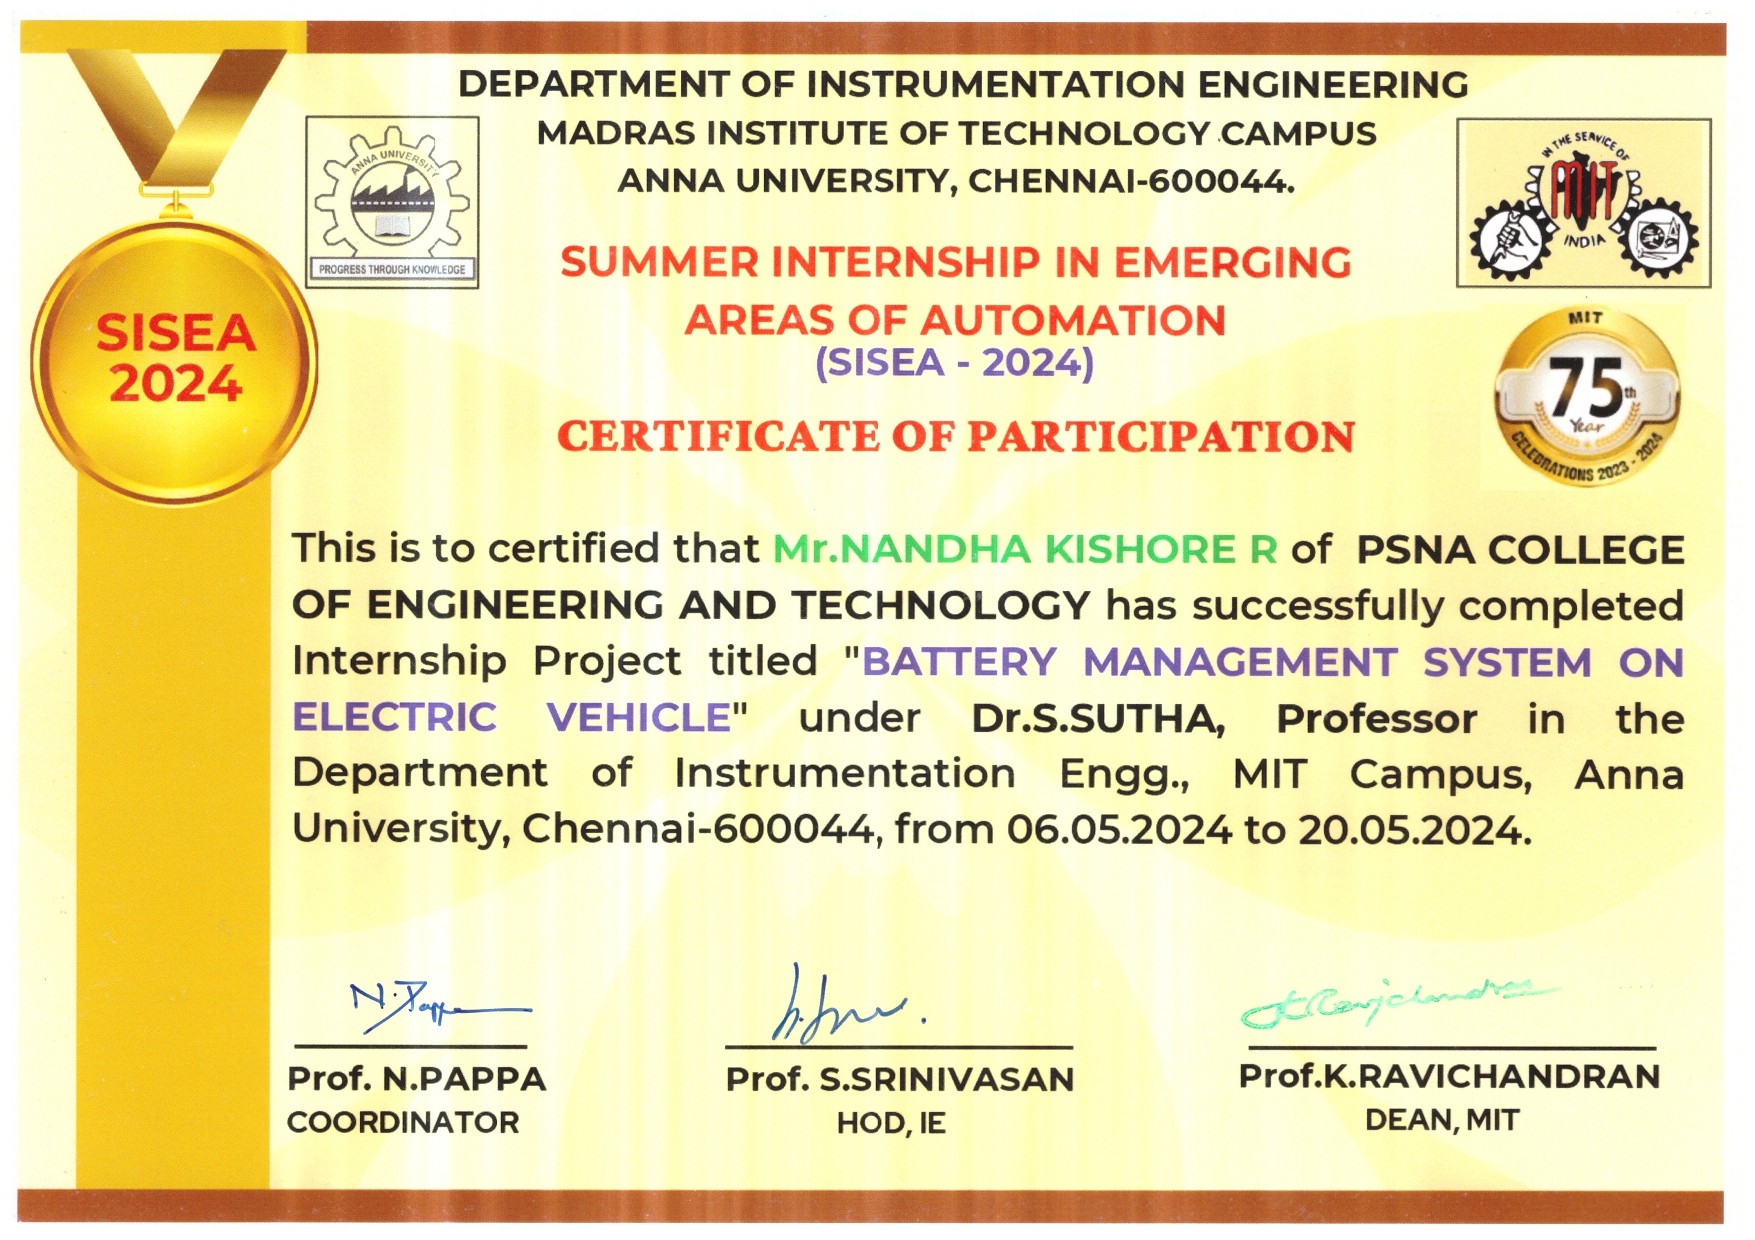 DEPARTMENT OF INSTRUMENTATION ENGINEERING
MADRAS INSTITUTE OF TECHNOLOGY CAMPUS
ANNA UNIVERSITY, CHENNAI-600044.
ANNA UNIVERSITY
PROGRESS THROUGH KNOWLEDGE
IN THE SERVICE OF
MIT
INDIA
SUMMER INTERNSHIP IN EMERGING
AREAS OF AUTOMATION
(SISEA - 2024)
SISEA
2024
MIT
75th
Year
CELEBRATIONS 2023 - 2024
CERTIFICATE OF PARTICIPATION
This is to certified that Mr.NANDHA KISHORE R of PSNA COLLEGE
OF ENGINEERING AND TECHNOLOGY has successfully completed
Internship Project titled "BATTERY MANAGEMENT SYSTEM ON
ELECTRIC VEHICLE" under Dr.S.SUTHA, Professor in the
Department of Instrumentation Engg., MIT Campus, Anna
University, Chennai-600044, from 06.05.2024 to 20.05.2024.
N. Pappa
K Ravichandran
Prof. N.PAPPA
COORDINATOR
Prof. S.SRINIVASAN
HOD, IE
Prof.K.RAVICHANDRAN
DEAN, MIT